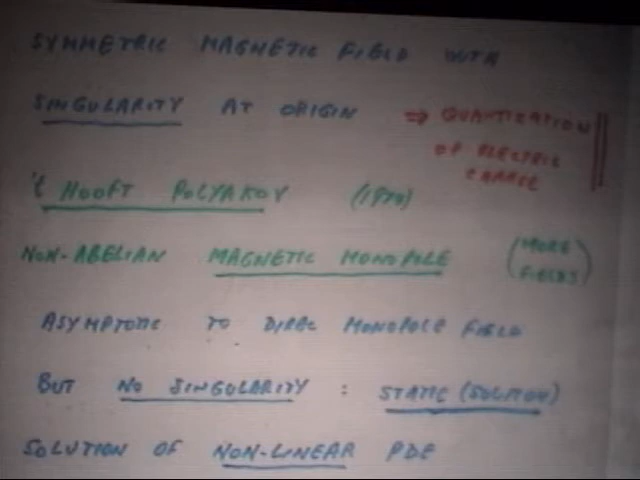 SYMMETRIC MAGNETIC FIELD WITH
SINGULARITY AT ORIGIN ⇒ QUANTIZATION
OF ELECTRIC
CHARGE
'T HOOFT POLYAKOV
NON-ABELIAN MAGNETIC MONOPOLE (MORE
FIELDS)
ASYMPTOTIC TO DIRAC MONOPOLE FIELD
BUT NO SINGULARITY : STATIC (SOLITON)
SOLUTION OF NON-LINEAR PDE